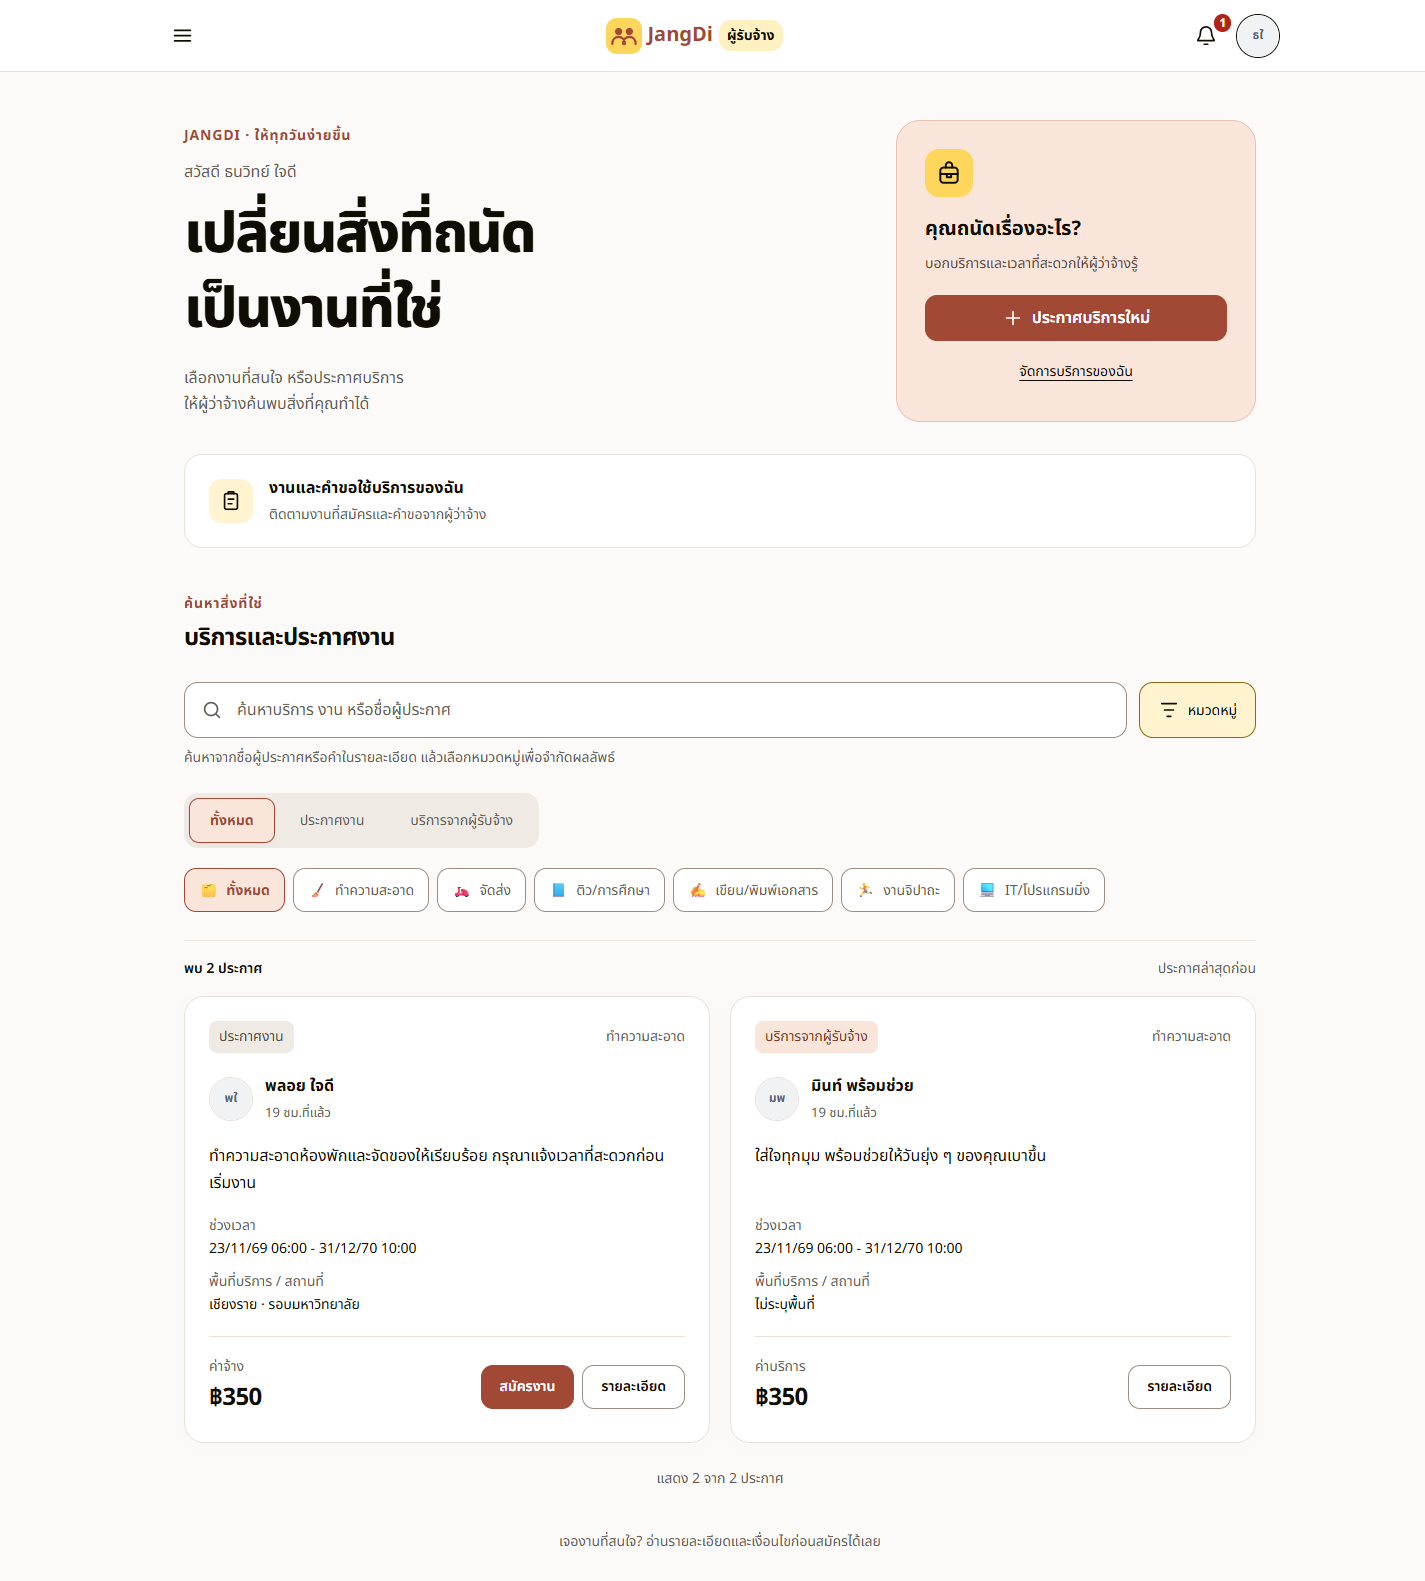 JangDi ผู้รับจ้าง
1
ธใ
JANGDI · ให้ทุกวันง่ายขึ้น
สวัสดี ธนวิทย์ ใจดี
เปลี่ยนสิ่งที่ถนัด
เป็นงานที่ใช่
เลือกงานที่สนใจ หรือประกาศบริการ
ให้ผู้ว่าจ้างค้นพบสิ่งที่คุณทำได้
คุณถนัดเรื่องอะไร?
บอกบริการและเวลาที่สะดวกให้ผู้ว่าจ้างรู้
ประกาศบริการใหม่
จัดการบริการของฉัน
งานและคำขอใช้บริการของฉัน
ติดตามงานที่สมัครและคำขอจากผู้ว่าจ้าง
ค้นหาสิ่งที่ใช่
บริการและประกาศงาน
ค้นหาบริการ งาน หรือชื่อผู้ประกาศ
หมวดหมู่
ค้นหาจากชื่อผู้ประกาศหรือคำในรายละเอียด แล้วเลือกหมวดหมู่เพื่อจำกัดผลลัพธ์
ทั้งหมด ประกาศงาน บริการจากผู้รับจ้าง
ทั้งหมด ทำความสะอาด จัดส่ง ติว/การศึกษา เขียน/พิมพ์เอกสาร งานจิปาถะ IT/โปรแกรมมิ่ง
พบ 2 ประกาศ
ประกาศล่าสุดก่อน
ประกาศงาน
ทำความสะอาด
พใ
พลอย ใจดี
19 ชม.ที่แล้ว
ทำความสะอาดห้องพักและจัดของให้เรียบร้อย กรุณาแจ้งเวลาที่สะดวกก่อน
เริ่มงาน
ช่วงเวลา
23/11/69 06:00 - 31/12/70 10:00
พื้นที่บริการ / สถานที่
เชียงราย · รอบมหาวิทยาลัย
ค่าจ้าง
฿350
สมัครงาน
รายละเอียด
บริการจากผู้รับจ้าง
ทำความสะอาด
มพ
มินท์ พร้อมช่วย
19 ชม.ที่แล้ว
ใส่ใจทุกมุม พร้อมช่วยให้วันยุ่ง ๆ ของคุณเบาขึ้น
ช่วงเวลา
23/11/69 06:00 - 31/12/70 10:00
พื้นที่บริการ / สถานที่
ไม่ระบุพื้นที่
ค่าบริการ
฿350
รายละเอียด
แสดง 2 จาก 2 ประกาศ
เจองานที่สนใจ? อ่านรายละเอียดและเงื่อนไขก่อนสมัครได้เลย